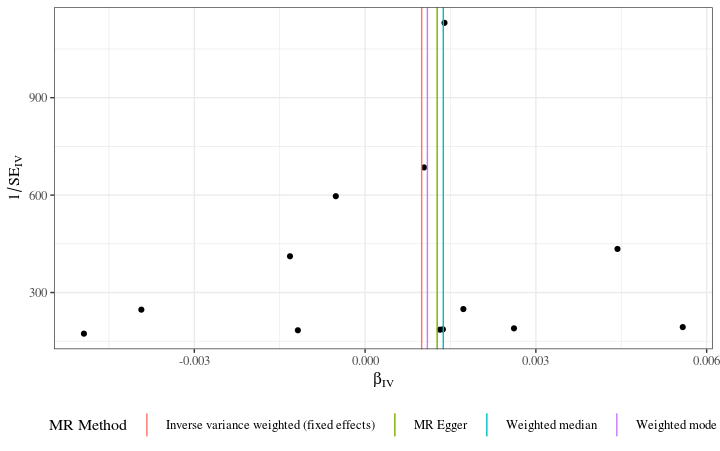 900
600
300
1/SE_IV
-0.003 0.000 0.003 0.006
β_IV
MR Method Inverse variance weighted (fixed effects) MR Egger Weighted median Weighted mode